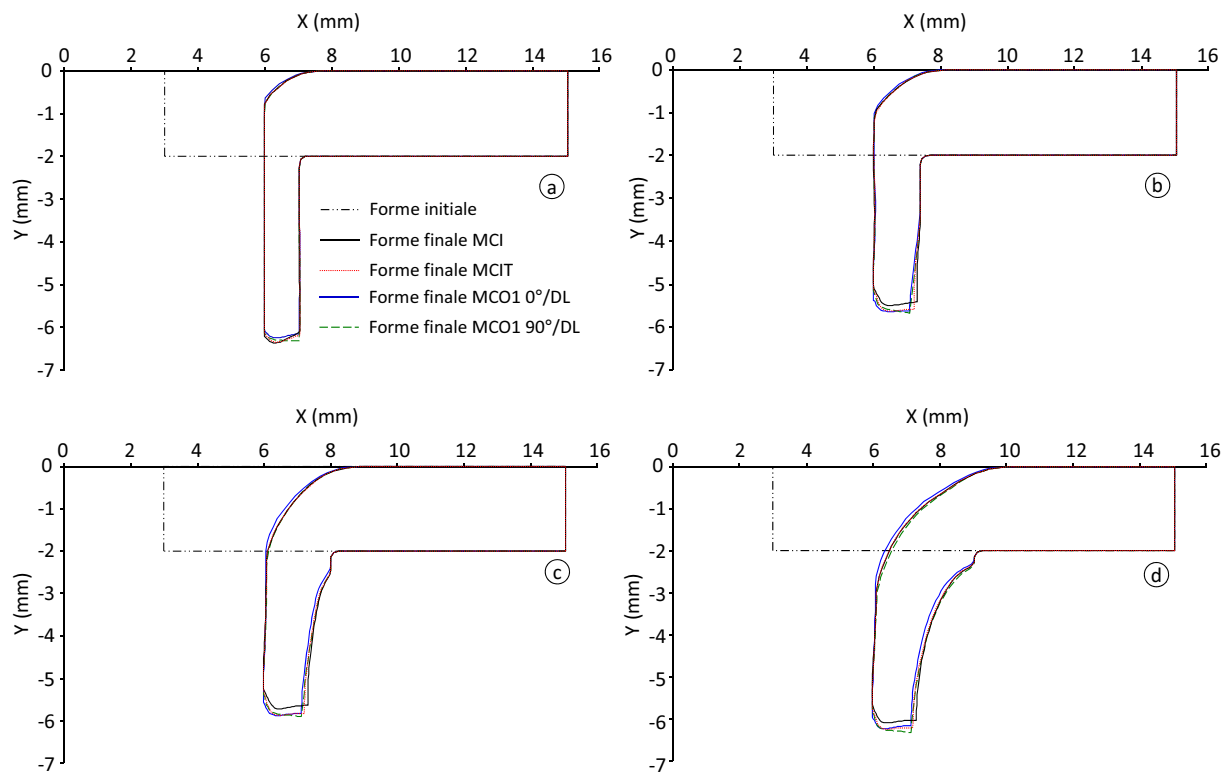 X (mm)
0 2 4 6 8 10 12 14 16
0
-1
-2
-3
-4
-5
-6
-7
Y (mm)
a
Forme initiale
Forme finale MCI
Forme finale MCIT
Forme finale MCO1 0°/DL
Forme finale MCO1 90°/DL
X (mm)
0 2 4 6 8 10 12 14 16
0
-1
-2
-3
-4
-5
-6
-7
Y (mm)
b
X (mm)
0 2 4 6 8 10 12 14 16
0
-1
-2
-3
-4
-5
-6
-7
Y (mm)
c
X (mm)
0 2 4 6 8 10 12 14 16
0
-1
-2
-3
-4
-5
-6
-7
Y (mm)
d